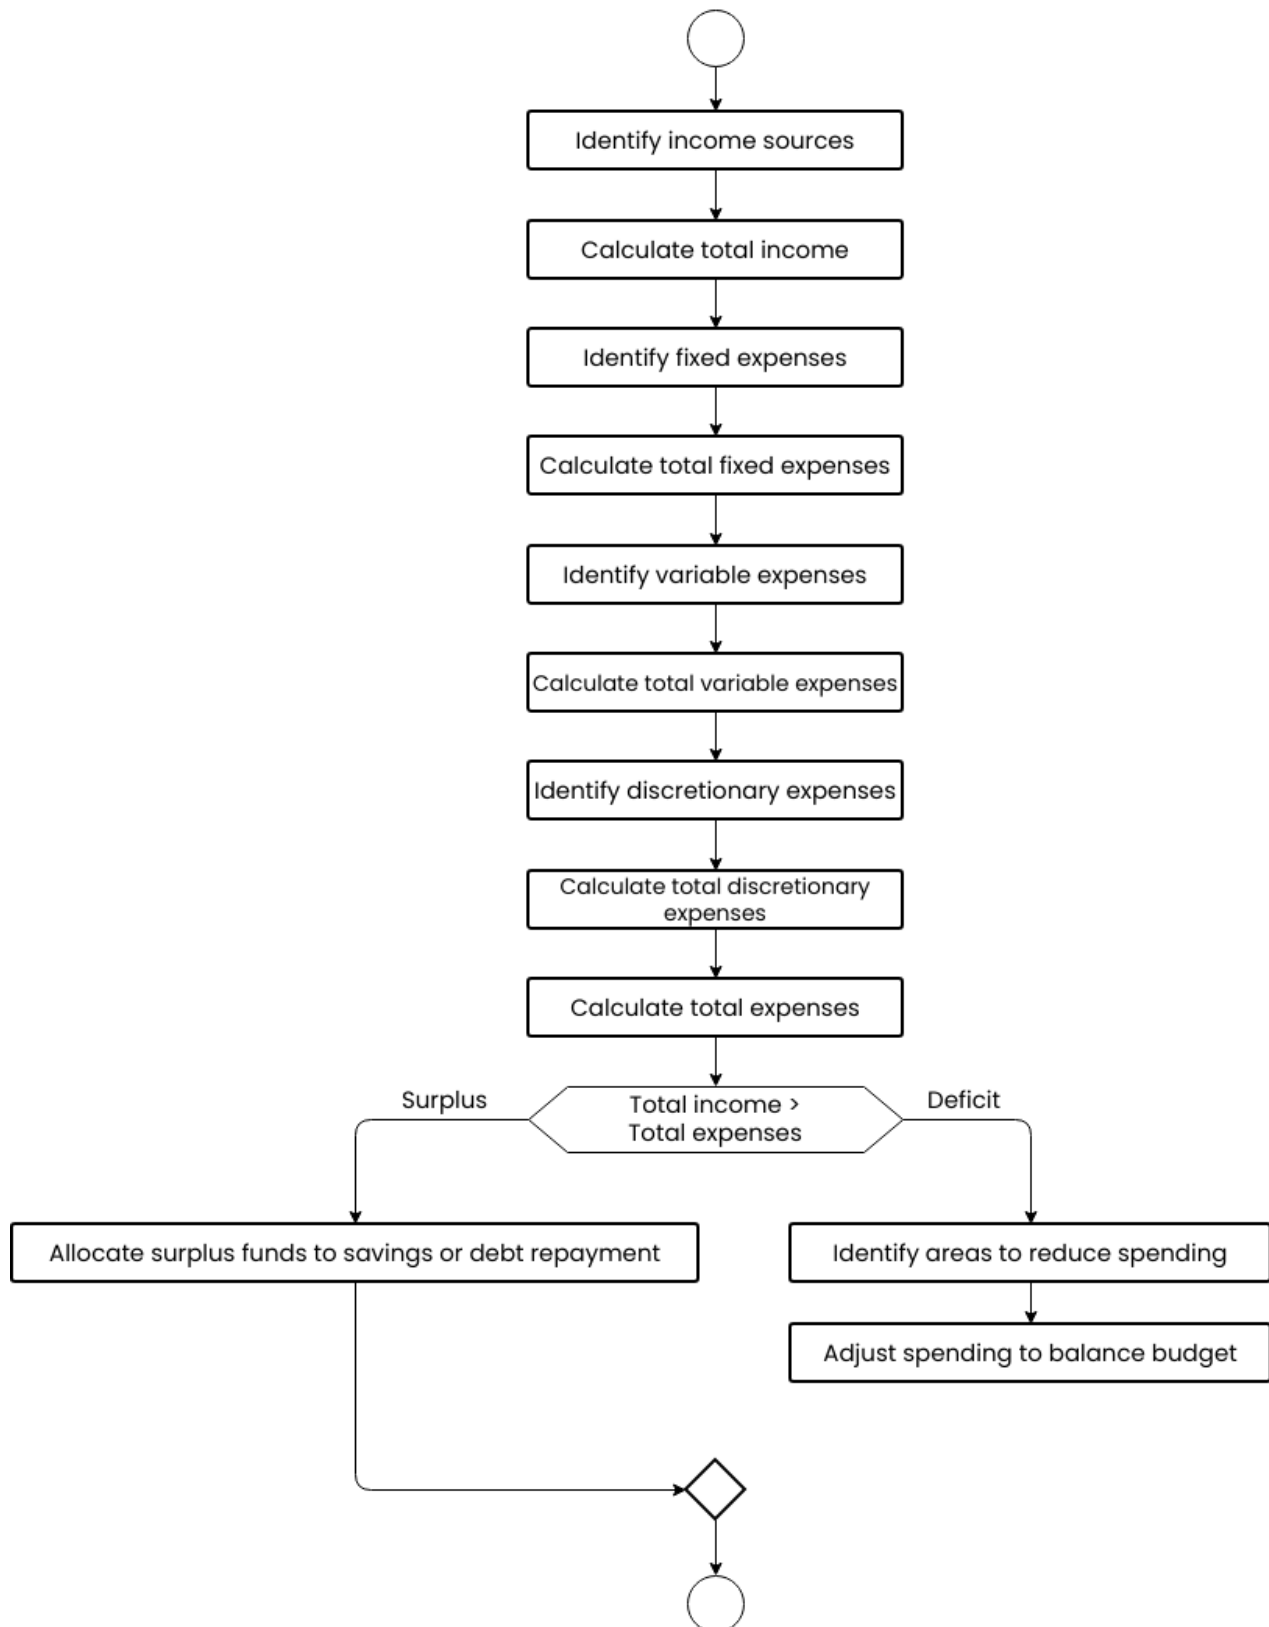 Identify income sources
Calculate total income
Identify fixed expenses
Calculate total fixed expenses
Identify variable expenses
Calculate total variable expenses
Identify discretionary expenses
Calculate total discretionary
expenses
Calculate total expenses
Surplus
Total income >
Total expenses
Deficit
Allocate surplus funds to savings or debt repayment
Identify areas to reduce spending
Adjust spending to balance budget